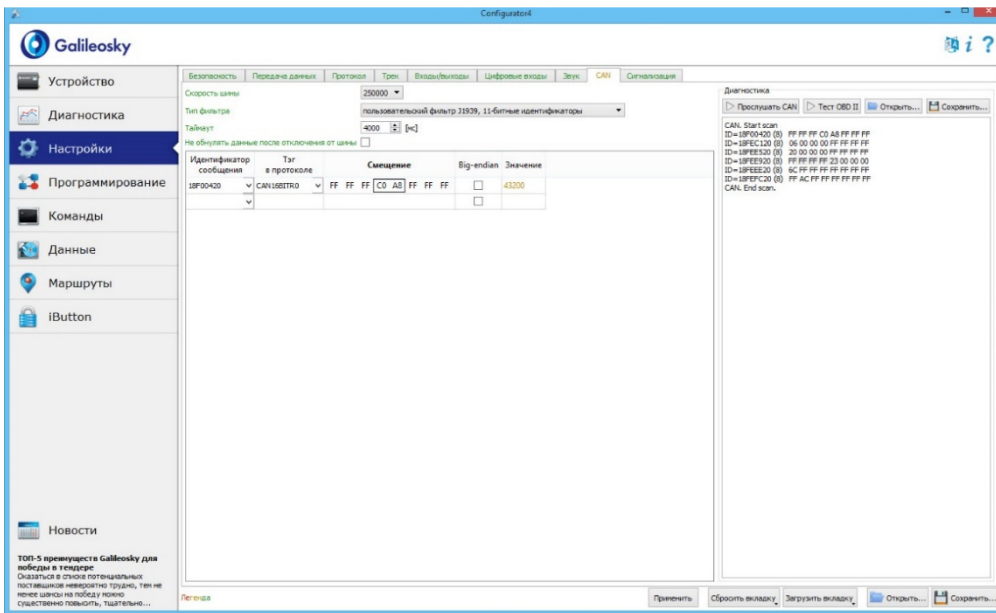 Configurator4
Galileosky
Устройство
Диагностика
Настройки
Программирование
Команды
Данные
Маршруты
iButton
Новости
ТОП-5 преимуществ Galileosky для
победы в тендере
Оказаться в списке потенциальных
поставщиков невероятно трудно, тем не
менее шансы на победу можно
существенно повысить, тщательно...
Безопасность Передача данных Протокол Трек Входы/выходы Цифровые входы Звук CAN Сигнализация
Скорость шины 250000
Тип фильтра пользовательский фильтр J1939, 11-битные идентификаторы
Таймаут 4000 [мс]
Не обнулять данные после отключения от шины
Идентификатор сообщения Тэг в протоколе Смещение Big-endian Значение
18F00420 CAN16BITR0 FF FF FF C0 A8 FF FF FF 43200
Диагностика
Прослушать CAN Тест OBD II Открыть... Сохранить...
CAN. Start scan
ID=18F00420 (8) FF FF FF C0 A8 FF FF FF
ID=18FEC120 (8) 06 00 00 00 FF FF FF FF
ID=18FEE520 (8) 20 00 00 00 FF FF FF FF
ID=18FEE920 (8) FF FF FF FF 23 00 00 00
ID=18FEEE20 (8) 6C FF FF FF FF FF FF FF
ID=18FEFC20 (8) FF AC FF FF FF FF FF FF
CAN. End scan.
Легенда
Применить Сбросить вкладку Загрузить вкладку Открыть... Сохранить...